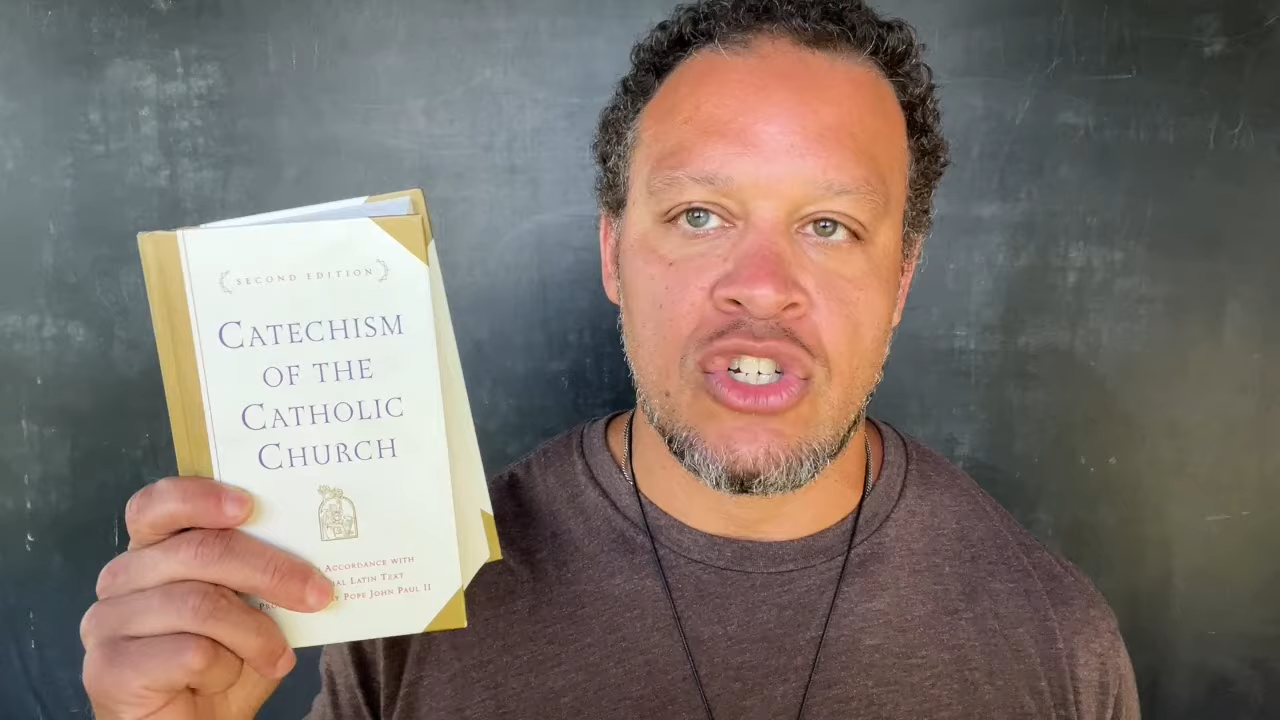 SECOND EDITION
CATECHISM
OF THE
CATHOLIC
CHURCH
ACCORDANCE WITH
LATIN TEXT
POPE JOHN PAUL II